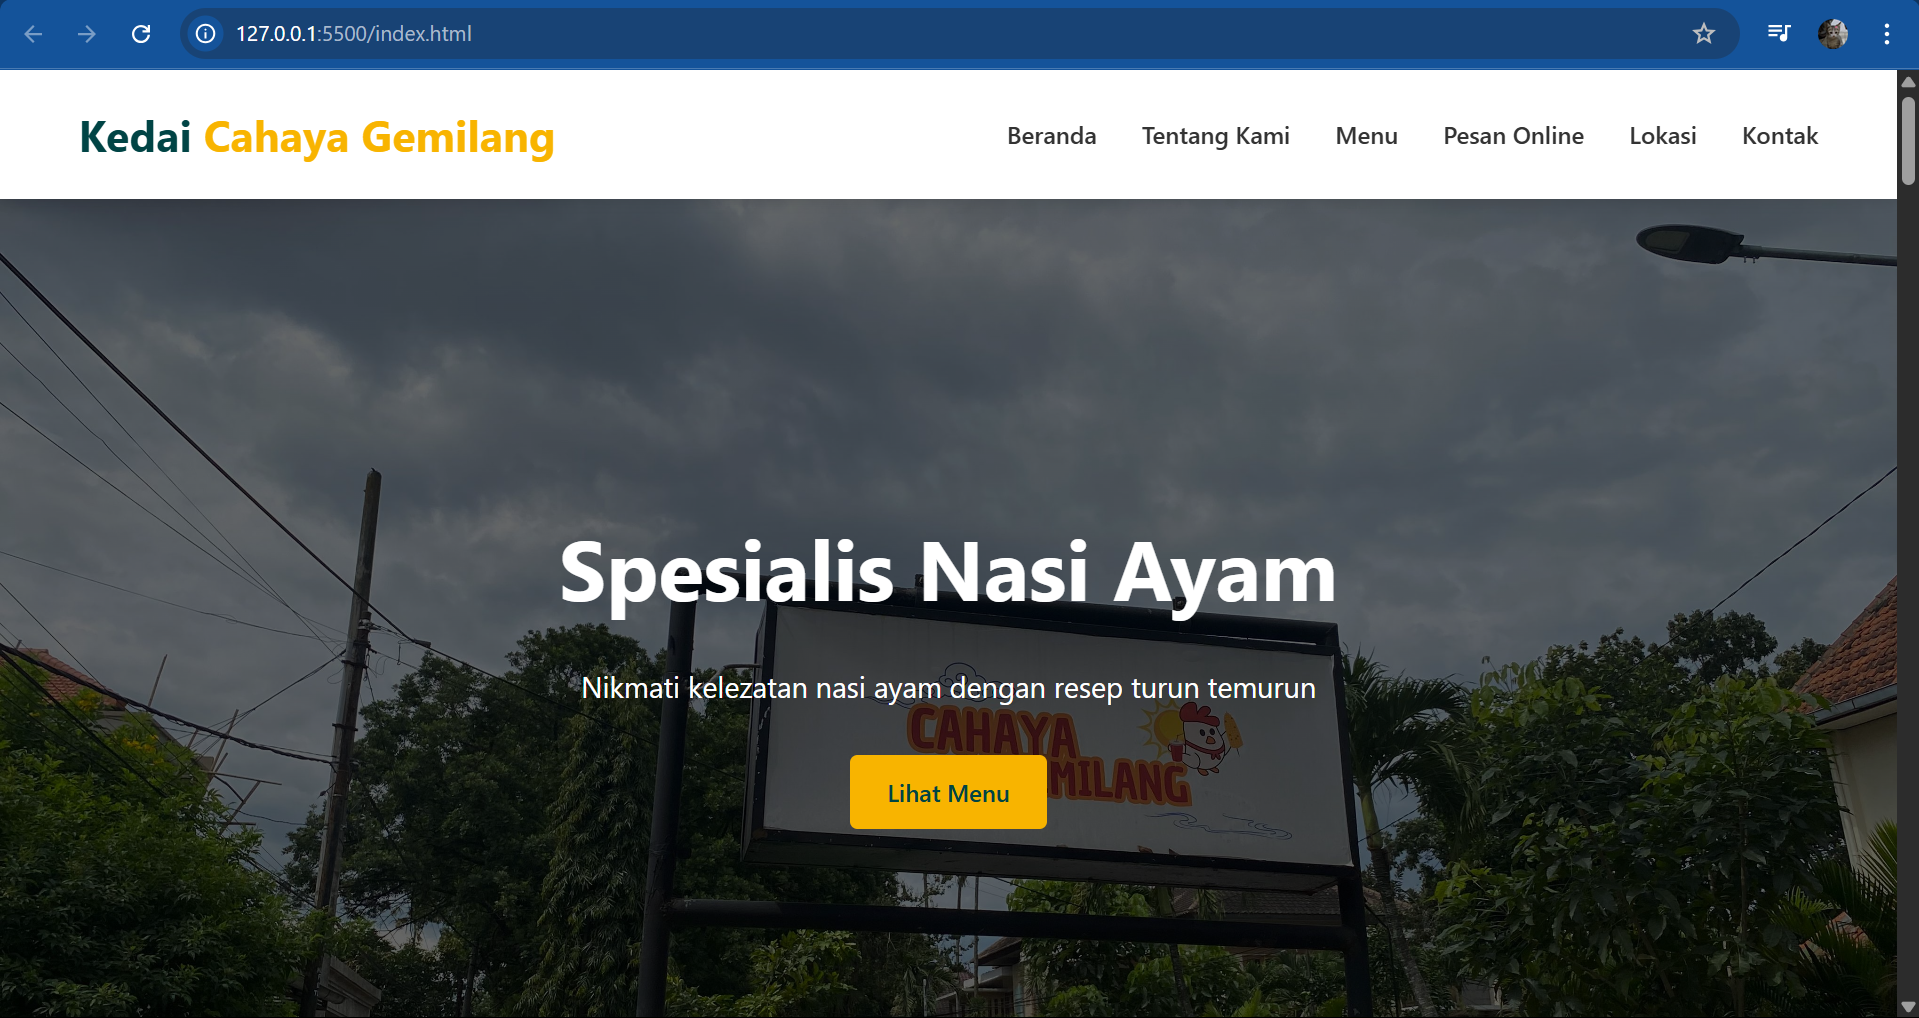 127.0.0.1:5500/index.html
Kedai Cahaya Gemilang
Beranda Tentang Kami Menu Pesan Online Lokasi Kontak
Spesialis Nasi Ayam
Nikmati kelezatan nasi ayam dengan resep turun temurun
CAHAYA
MILANG
Lihat Menu